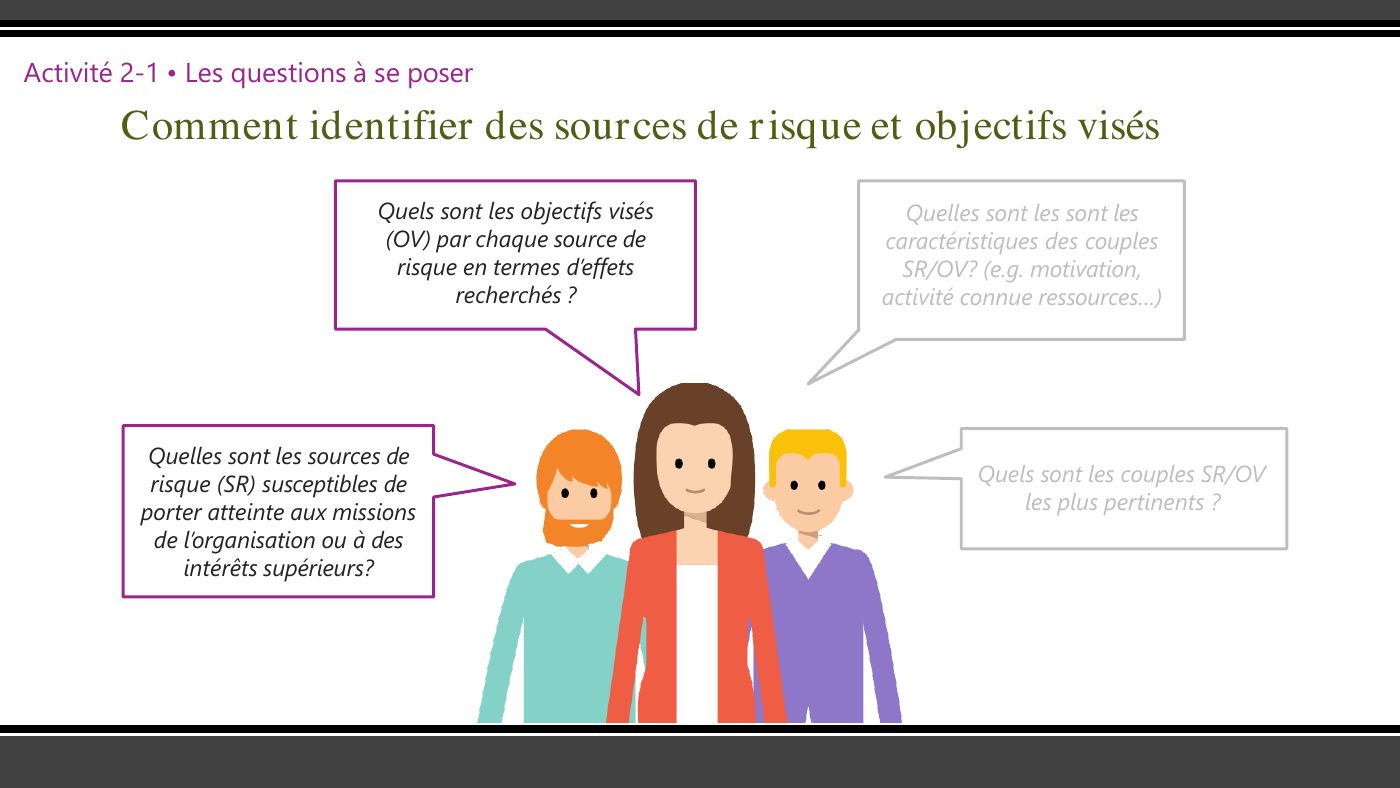 Activité 2-1 • Les questions à se poser
Comment identifier des sources de risque et objectifs visés
Quels sont les objectifs visés
(OV) par chaque source de
risque en termes d'effets
recherchés ?
Quelles sont les sont les
caractéristiques des couples
SR/OV? (e.g. motivation,
activité connue ressources…)
Quelles sont les sources de
risque (SR) susceptibles de
porter atteinte aux missions
de l'organisation ou à des
intérêts supérieurs?
Quels sont les couples SR/OV
les plus pertinents ?